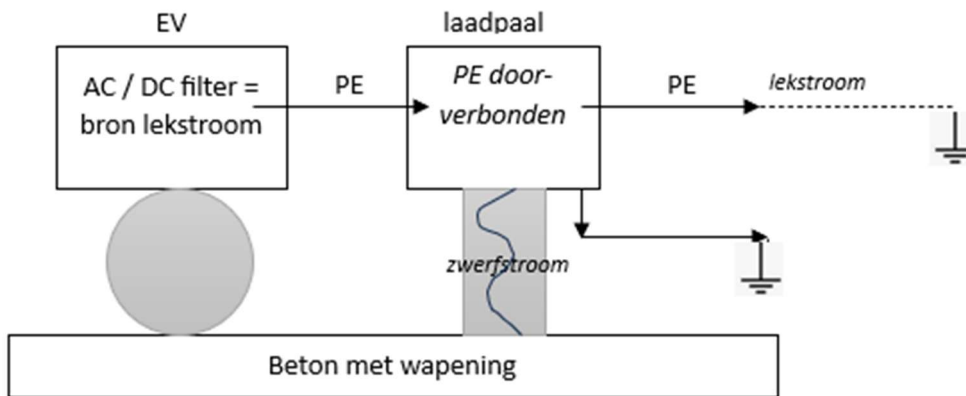 EV
laadpaal
AC / DC filter =
bron lekstroom
PE
PE door-
verbonden
PE
lekstroom
zwerfstroom
Beton met wapening